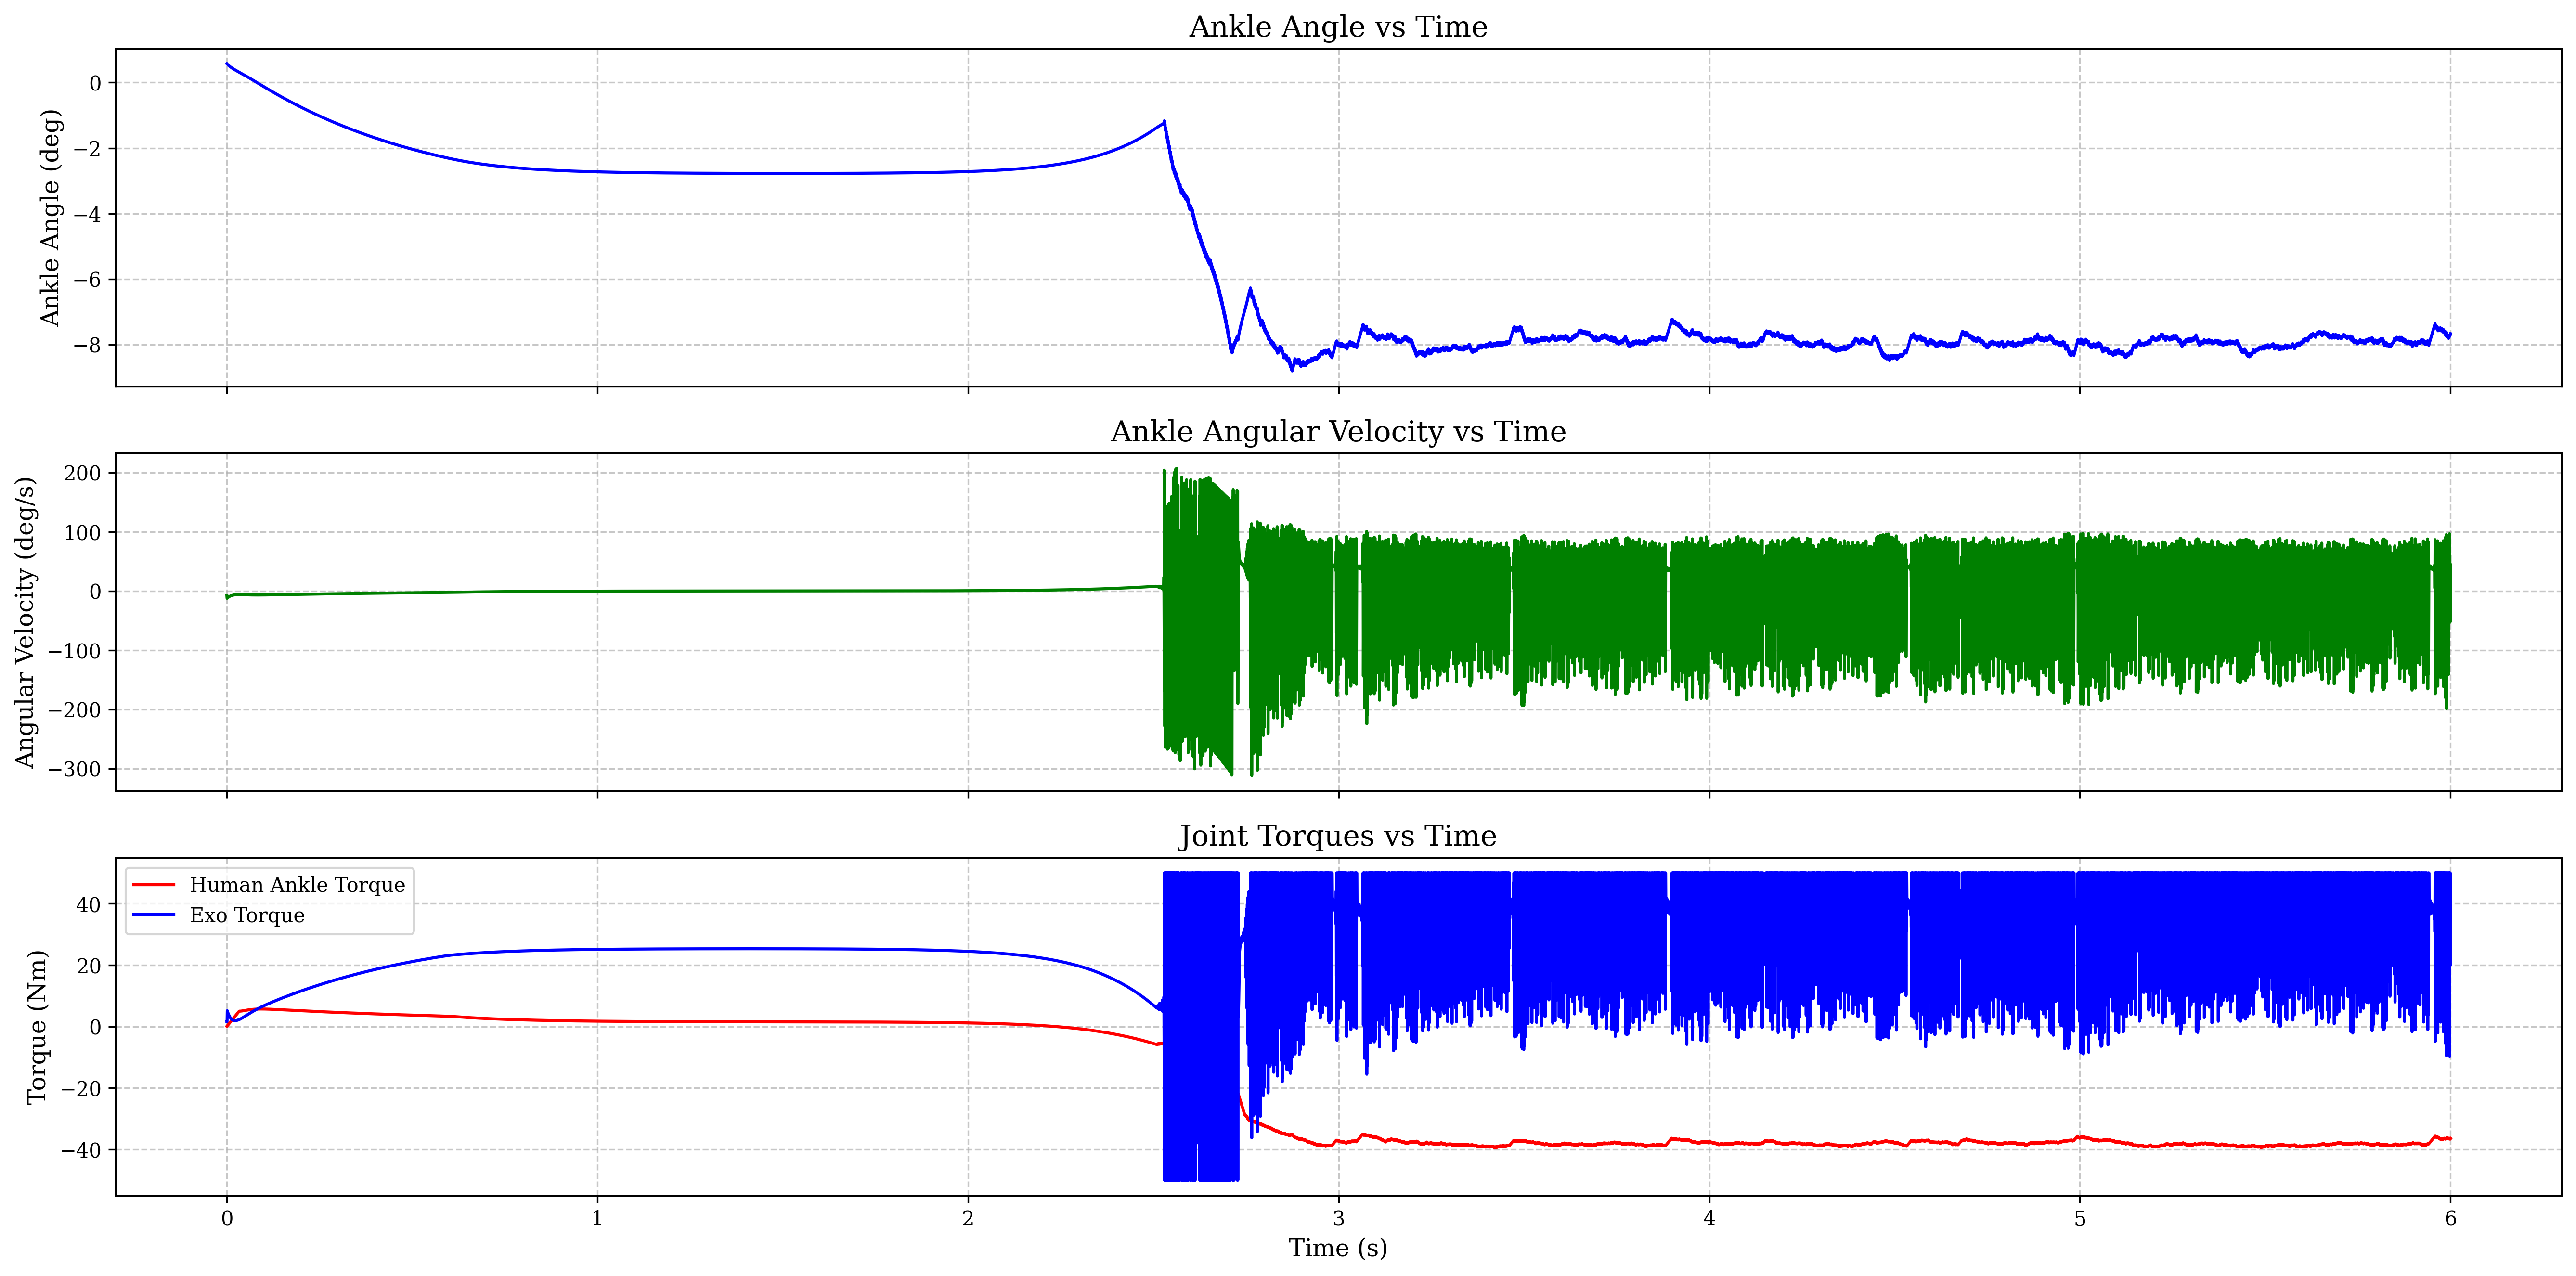 Ankle Angle vs Time
Ankle Angle (deg)
0
−2
−4
−6
−8
Ankle Angular Velocity vs Time
Angular Velocity (deg/s)
200
100
0
−100
−200
−300
Joint Torques vs Time
Torque (Nm)
40
20
0
−20
−40
Human Ankle Torque
Exo Torque
0 1 2 3 4 5 6
Time (s)